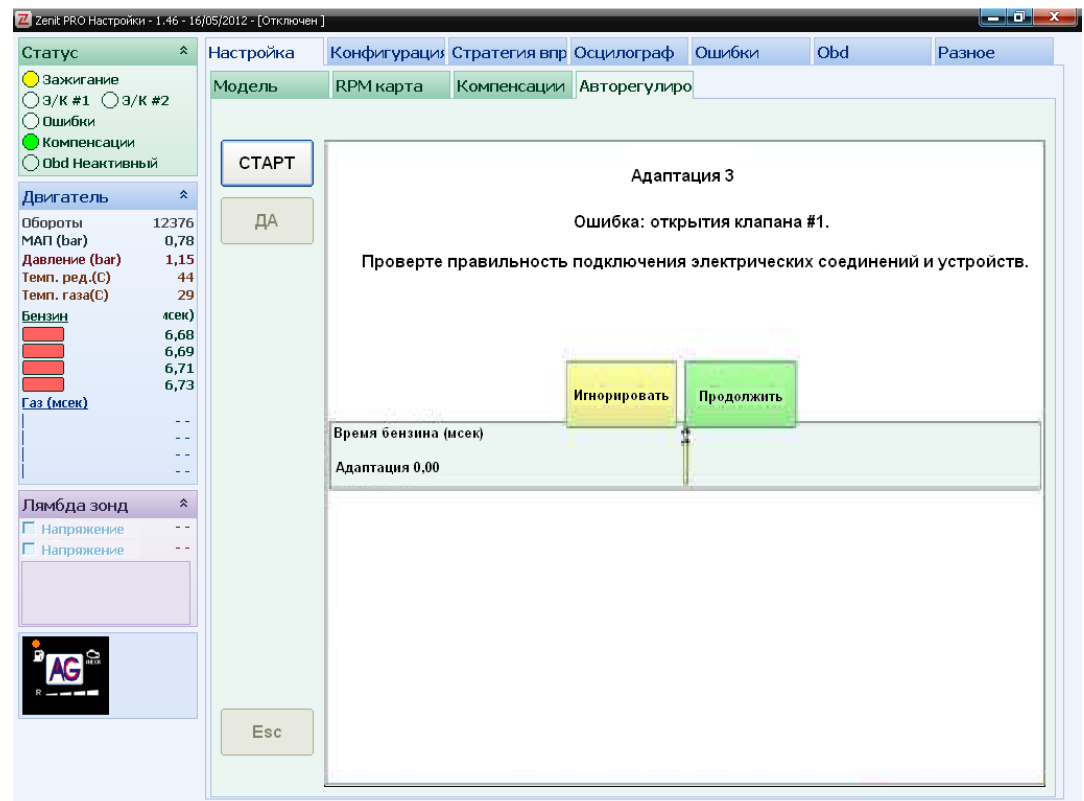 Zenit PRO Настройки - 1.46 - 16/05/2012 - [Отключен ]
Статус
Зажигание
Э/К #1 Э/К #2
Ошибки
Компенсации
Obd Неактивный
Двигатель
Обороты 12376
МАП (bar) 0,78
Давление (bar) 1,15
Темп. ред.(C) 44
Темп. газа(C) 29
Бензин мсек)
6,68
6,69
6,71
6,73
Газ (мсек)
- -
- -
- -
- -
Лямбда зонд
Напряжение - -
Напряжение - -
AG
CHECK
R
Настройка Конфигурация Стратегия впр Осцилограф Ошибки Obd Разное
Модель RPM карта Компенсации Авторегулиро
СТАРТ
ДА
Esc
Адаптация 3
Ошибка: открытия клапана #1.
Проверте правильность подключения электрических соединений и устройств.
Игнорировать Продолжить
Время бензина (мсек)
Адаптация 0,00